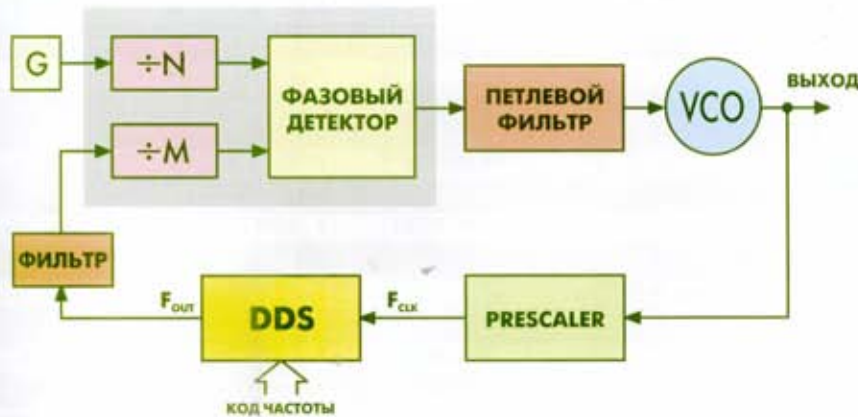 G
÷N
ФАЗОВЫЙ
ДЕТЕКТОР
ПЕТЛЕВОЙ
ФИЛЬТР
VCO
ВЫХОД
÷M
ФИЛЬТР
FOUT
DDS
FCLK
PRESCALER
КОД ЧАСТОТЫ